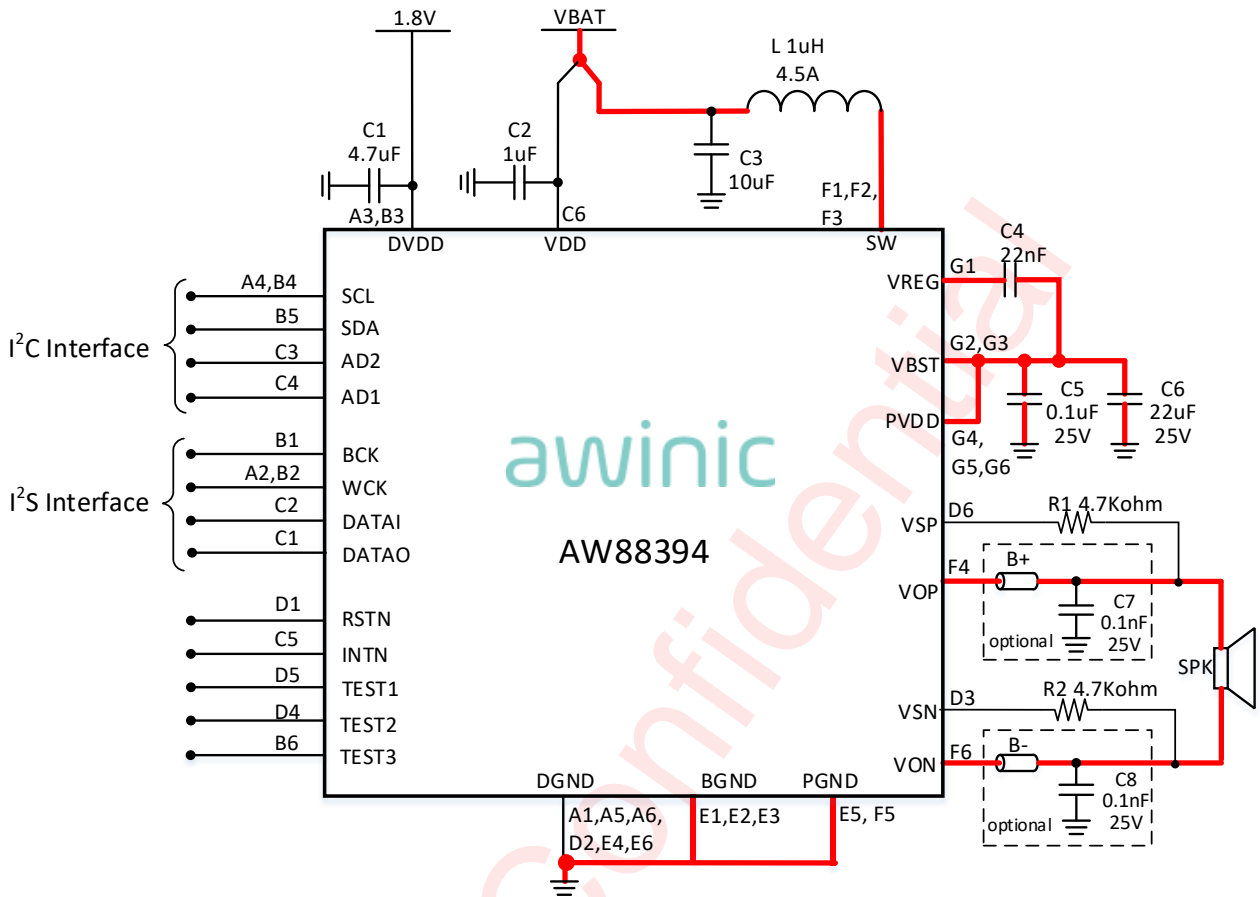 1.8V
VBAT
L 1uH
4.5A
C1
4.7uF
C2
1uF
C3
10uF
A3,B3
C6
F1,F2,
F3
DVDD
VDD
SW
C4
22nF
VREG
G1
A4,B4
SCL
B5
SDA
C3
AD2
C4
AD1
I²C Interface
VBST
G2,G3
C5
0.1uF
25V
C6
22uF
25V
PVDD
G4,
G5,G6
B1
BCK
A2,B2
WCK
C2
DATAI
C1
DATAO
I²S Interface
awinic
AW88394
VSP
D6
R1 4.7Kohm
VOP
F4
B+
C7
0.1nF
25V
optional
SPK
D1
RSTN
C5
INTN
D5
TEST1
D4
TEST2
B6
TEST3
VSN
D3
R2 4.7Kohm
VON
F6
B-
C8
0.1nF
25V
optional
DGND
BGND
PGND
A1,A5,A6,
D2,E4,E6
E1,E2,E3
E5, F5
Confidential